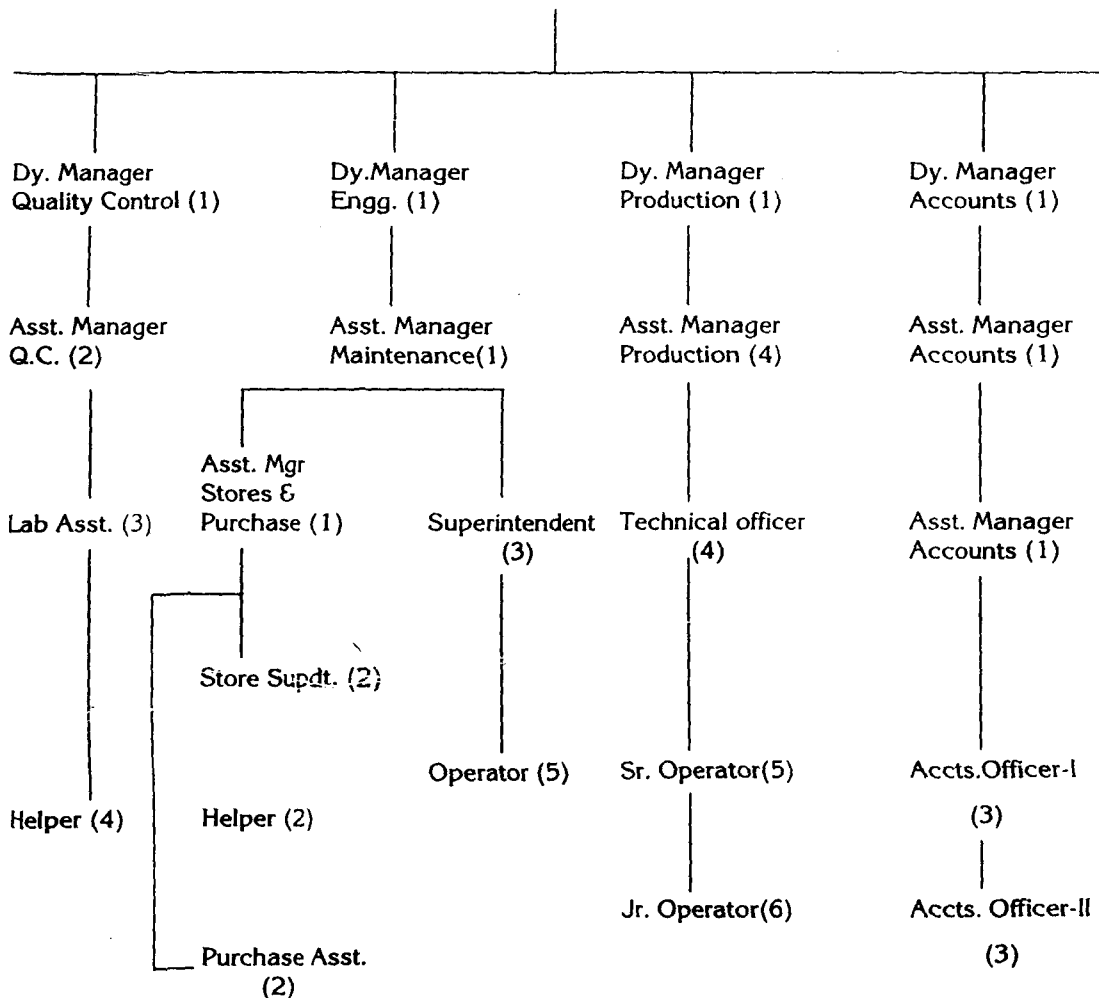 Dy. Manager
Quality Control (1)
Dy.Manager
Engg. (1)
Dy. Manager
Production (1)
Dy. Manager
Accounts (1)
Asst. Manager
Q.C. (2)
Asst. Manager
Maintenance(1)
Asst. Manager
Production (4)
Asst. Manager
Accounts (1)
Lab Asst. (3)
Asst. Mgr
Stores &
Purchase (1)
Superintendent
(3)
Technical officer
(4)
Asst. Manager
Accounts (1)
Store Supdt. (2)
Operator (5)
Sr. Operator(5)
Accts.Officer-I
(3)
Helper (4)
Helper (2)
Jr. Operator(6)
Accts. Officer-II
(3)
Purchase Asst.
(2)